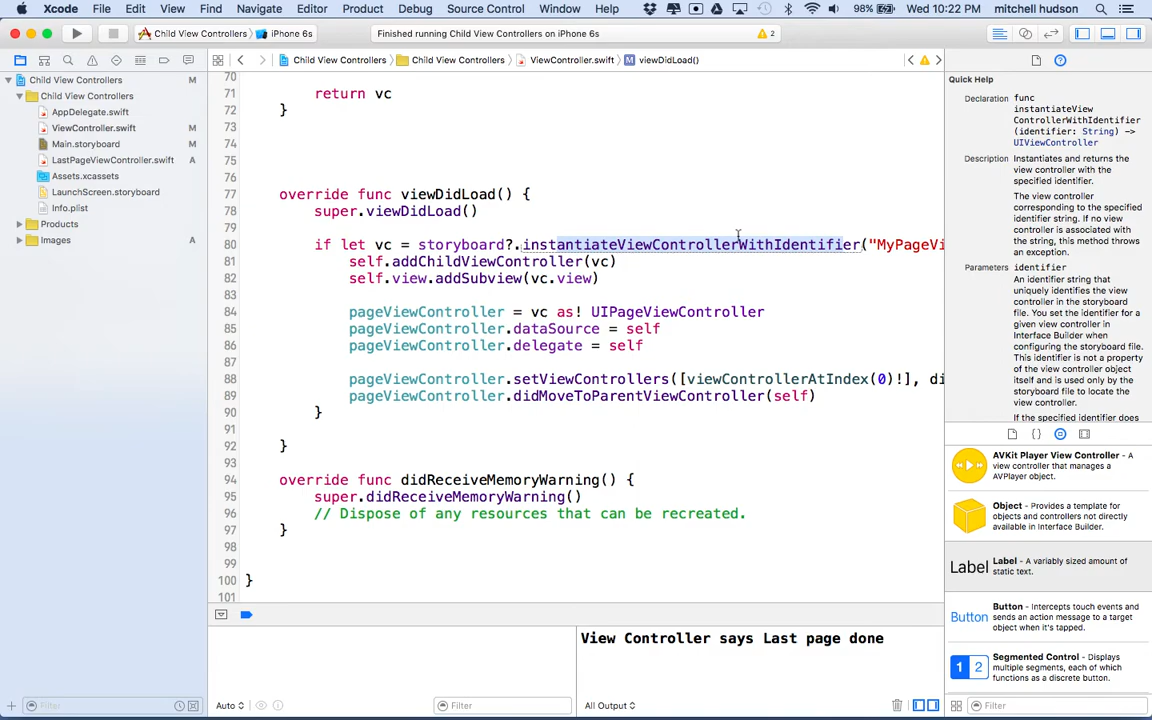 Xcode File Edit View Find Navigate Editor Product Debug Source Control Window Help 98% Wed 10:22 PM mitchell hudson
Child View Controllers iPhone 6s Finished running Child View Controllers on iPhone 6s 2
Child View Controllers Child View Controllers ViewController.swift M viewDidLoad()
Child View Controllers M
Child View Controllers
AppDelegate.swift
ViewController.swift M
Main.storyboard M
LastPageViewController.swift A
Assets.xcassets
LaunchScreen.storyboard
Info.plist
Products
Images A
70
71 return vc
72 }
73
74
75
76
77 override func viewDidLoad() {
78 super.viewDidLoad()
79
80 if let vc = storyboard?.instantiateViewControllerWithIdentifier("MyPageVi
81 self.addChildViewController(vc)
82 self.view.addSubview(vc.view)
83
84 pageViewController = vc as! UIPageViewController
85 pageViewController.dataSource = self
86 pageViewController.delegate = self
87
88 pageViewController.setViewControllers([viewControllerAtIndex(0)!], di
89 pageViewController.didMoveToParentViewController(self)
90 }
91
92 }
93
94 override func didReceiveMemoryWarning() {
95 super.didReceiveMemoryWarning()
96 // Dispose of any resources that can be recreated.
97 }
98
99
100 }
101
View Controller says Last page done
Filter
Auto
Filter
All Output
Quick Help
Declaration func
instantiateView
ControllerWithIdentifier
(identifier: String) ->
UIViewController
Description Instantiates and returns the
view controller with the
specified identifier.
The view controller
corresponding to the specified
identifier string. If no view
controller is associated with
the string, this method throws
an exception.
Parameters identifier
An identifier string that
uniquely identifies the view
controller in the storyboard
file. You set the identifier for a
given view controller in
Interface Builder when
configuring the storyboard file.
This identifier is not a property
of the view controller object
itself and is used only by the
storyboard file to locate the
view controller.
If the specified identifier does
{}
AVKit Player View Controller - A
view controller that manages a
AVPlayer object.
Object - Provides a template for
objects and controllers not directly
available in Interface Builder.
Label Label - A variably sized amount of
static text.
Button Button - Intercepts touch events and
sends an action message to a
target object when it's tapped.
1 2 Segmented Control - Displays
multiple segments, each of which
functions as a discrete button.
Filter